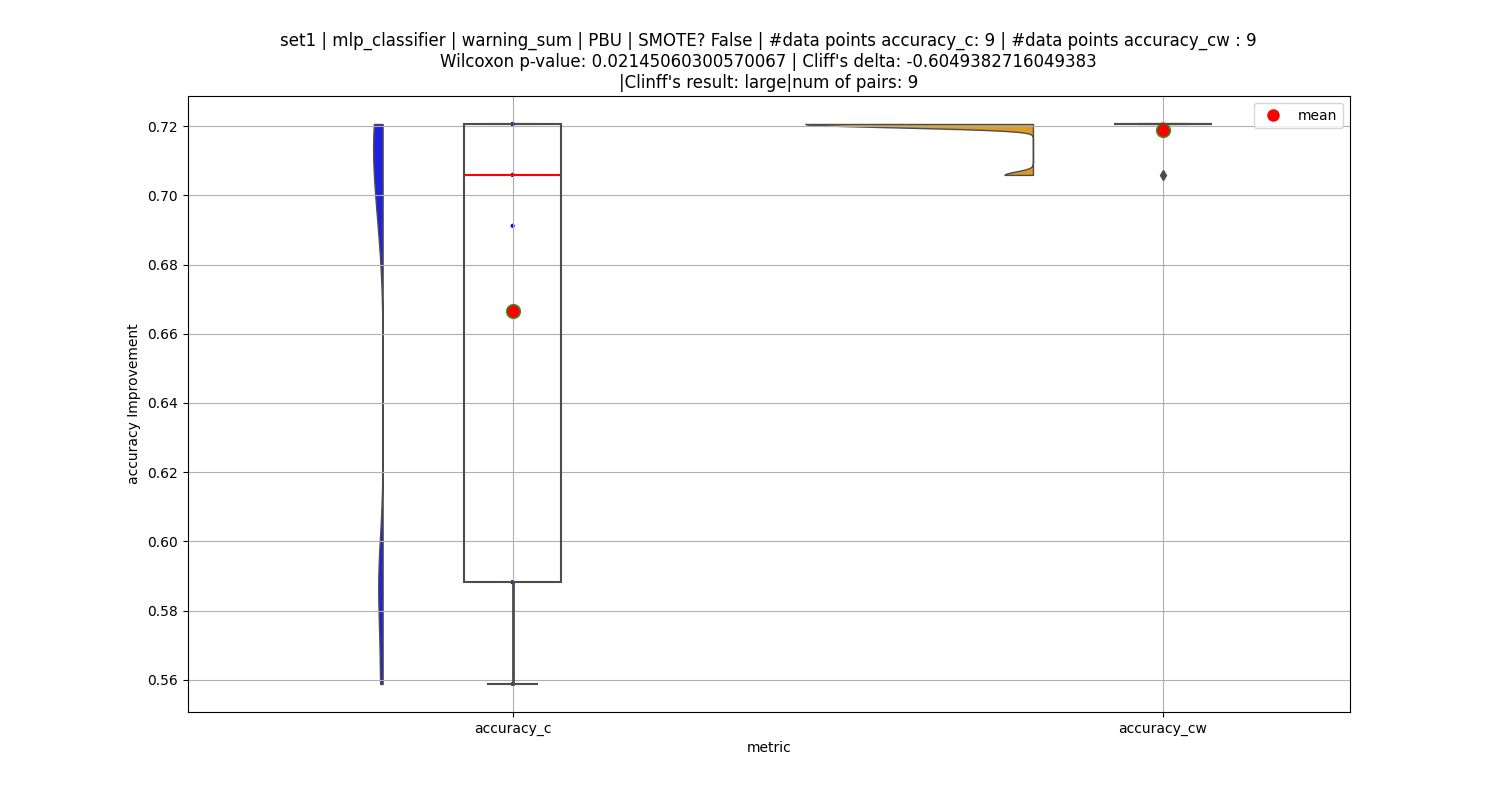 set1 | mlp_classifier | warning_sum | PBU | SMOTE? False | #data points accuracy_c: 9 | #data points accuracy_cw : 9
Wilcoxon p-value: 0.02145060300570067 | Cliff's delta: -0.6049382716049383
|Clinff's result: large|num of pairs: 9
mean
0.72
0.70
0.68
0.66
0.64
0.62
0.60
0.58
0.56
accuracy Improvement
accuracy_c
accuracy_cw
metric